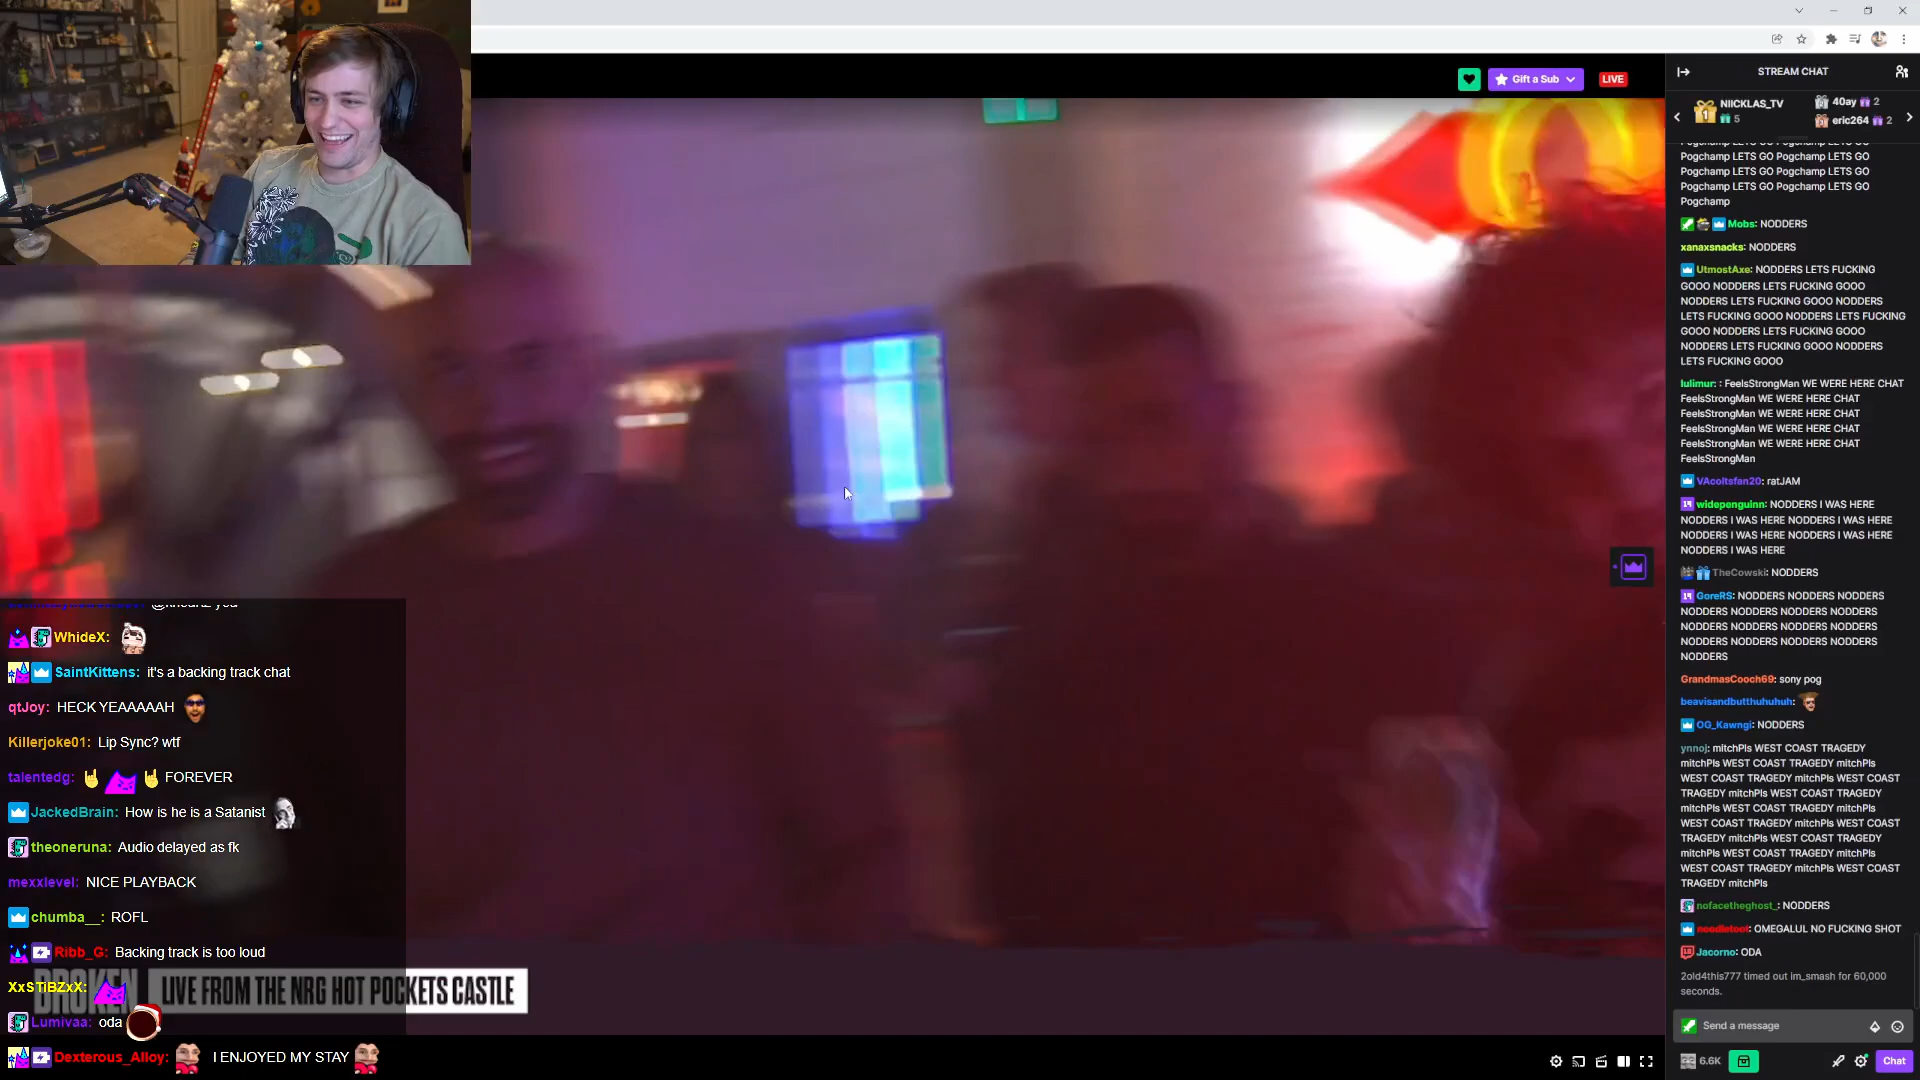 Gift a Sub
LIVE
STREAM CHAT
NIICKLAS_TV
5
40ay 2
eric264 2
Pogchamp LETS GO Pogchamp LETS GO
Pogchamp LETS GO Pogchamp LETS GO
Pogchamp LETS GO Pogchamp LETS GO
Pogchamp
Mobs: NODDERS
xanaxsnacks: NODDERS
UtmostAxe: NODDERS LETS FUCKING
GOOO NODDERS LETS FUCKING GOOO
NODDERS LETS FUCKING GOOO NODDERS
LETS FUCKING GOOO NODDERS LETS FUCKING
GOOO NODDERS LETS FUCKING GOOO
NODDERS LETS FUCKING GOOO NODDERS
LETS FUCKING GOOO
lulimur: : FeelsStrongMan WE WERE HERE CHAT
FeelsStrongMan WE WERE HERE CHAT
FeelsStrongMan WE WERE HERE CHAT
FeelsStrongMan WE WERE HERE CHAT
FeelsStrongMan WE WERE HERE CHAT
FeelsStrongMan
VAcoltsfan20: ratJAM
widepenguinn: NODDERS I WAS HERE
NODDERS I WAS HERE NODDERS I WAS HERE
NODDERS I WAS HERE NODDERS I WAS HERE
NODDERS I WAS HERE
TheCowski: NODDERS
GoreRS: NODDERS NODDERS NODDERS
NODDERS NODDERS NODDERS NODDERS
NODDERS NODDERS NODDERS NODDERS
NODDERS NODDERS NODDERS NODDERS
NODDERS
GrandmasCooch69: sony pog
beavisandbutthuhuhuh:
OG_Kawngi: NODDERS
ynnoj: mitchPls WEST COAST TRAGEDY
mitchPls WEST COAST TRAGEDY mitchPls
WEST COAST TRAGEDY mitchPls WEST COAST
TRAGEDY mitchPls WEST COAST TRAGEDY
mitchPls WEST COAST TRAGEDY mitchPls
WEST COAST TRAGEDY mitchPls WEST COAST
TRAGEDY mitchPls WEST COAST TRAGEDY
mitchPls WEST COAST TRAGEDY mitchPls
WEST COAST TRAGEDY mitchPls WEST COAST
TRAGEDY mitchPls
nofacetheghost_: NODDERS
needletoot: OMEGALUL NO FUCKING SHOT
Jacorno: ODA
2old4this777 timed out im_smash for 60,000
seconds.
Send a message
6.6K
Chat
WhideX:
SaintKittens: it's a backing track chat
qtJoy: HECK YEAAAAAH
Killerjoke01: Lip Sync? wtf
talentedg: FOREVER
JackedBrain: How is he is a Satanist
theoneruna: Audio delayed as fk
mexxlevel: NICE PLAYBACK
chumba__: ROFL
Ribb_G: Backing track is too loud
XxSTiBZxX:
Lumivaa: oda
Dexterous_Alloy: I ENJOYED MY STAY
BROKEN
LIVE FROM THE NRG HOT POCKETS CASTLE